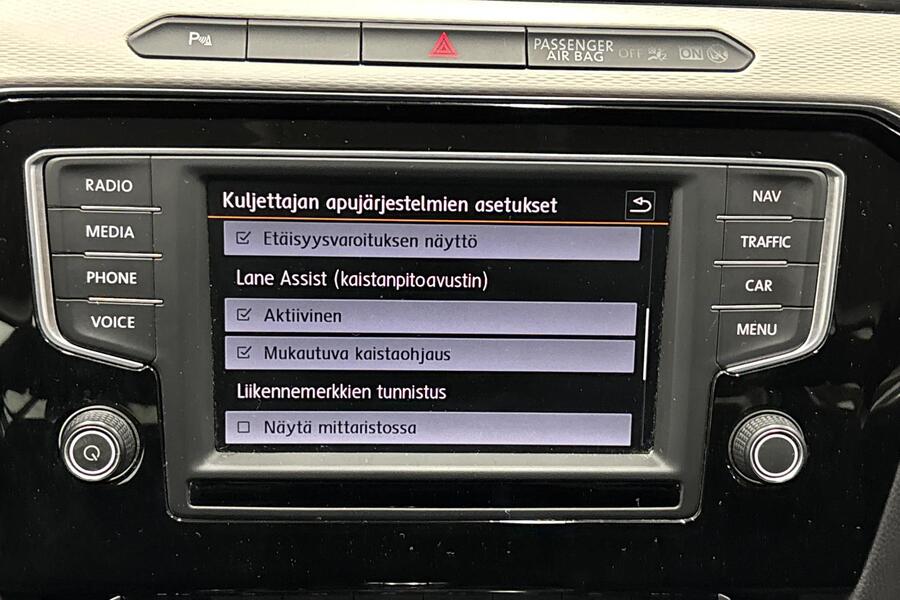 P
PASSENGER
AIR BAG
OFF
ON
RADIO
MEDIA
PHONE
VOICE
Kuljettajan apujärjestelmien asetukset
Etäisyysvaroituksen näyttö
Lane Assist (kaistanpitoavustin)
Aktiivinen
Mukautuva kaistaohjaus
Liikennemerkkien tunnistus
Näytä mittaristossa
NAV
TRAFFIC
CAR
MENU